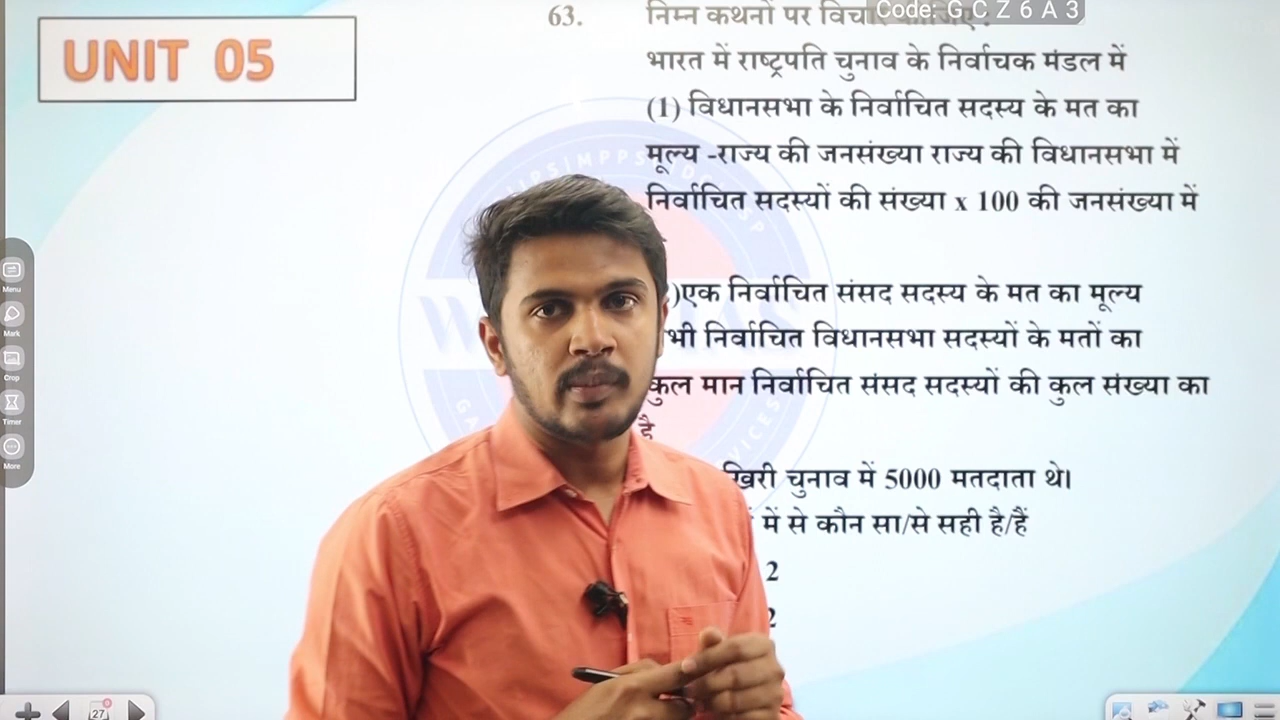 Code: G C Z 6 A 3
UNIT 05
63. निम्न कथनों पर
भारत में राष्ट्रपति चुनाव के निर्वाचक मंडल में
(1) विधानसभा के निर्वाचित सदस्य के मत का
मूल्य -राज्य की जनसंख्या राज्य की विधानसभा में
निर्वाचित सदस्यों की संख्या x 100 की जनसंख्या में
)एक निर्वाचित संसद सदस्य के मत का मूल्य
भी निर्वाचित विधानसभा सदस्यों के मतों का
कुल मान निर्वाचित संसद सदस्यों की कुल संख्या का
है
खिरी चुनाव में 5000 मतदाता थे।
में से कौन सा/से सही है/हैं
2
2
Menu
Mark
Crop
Timer
More
27